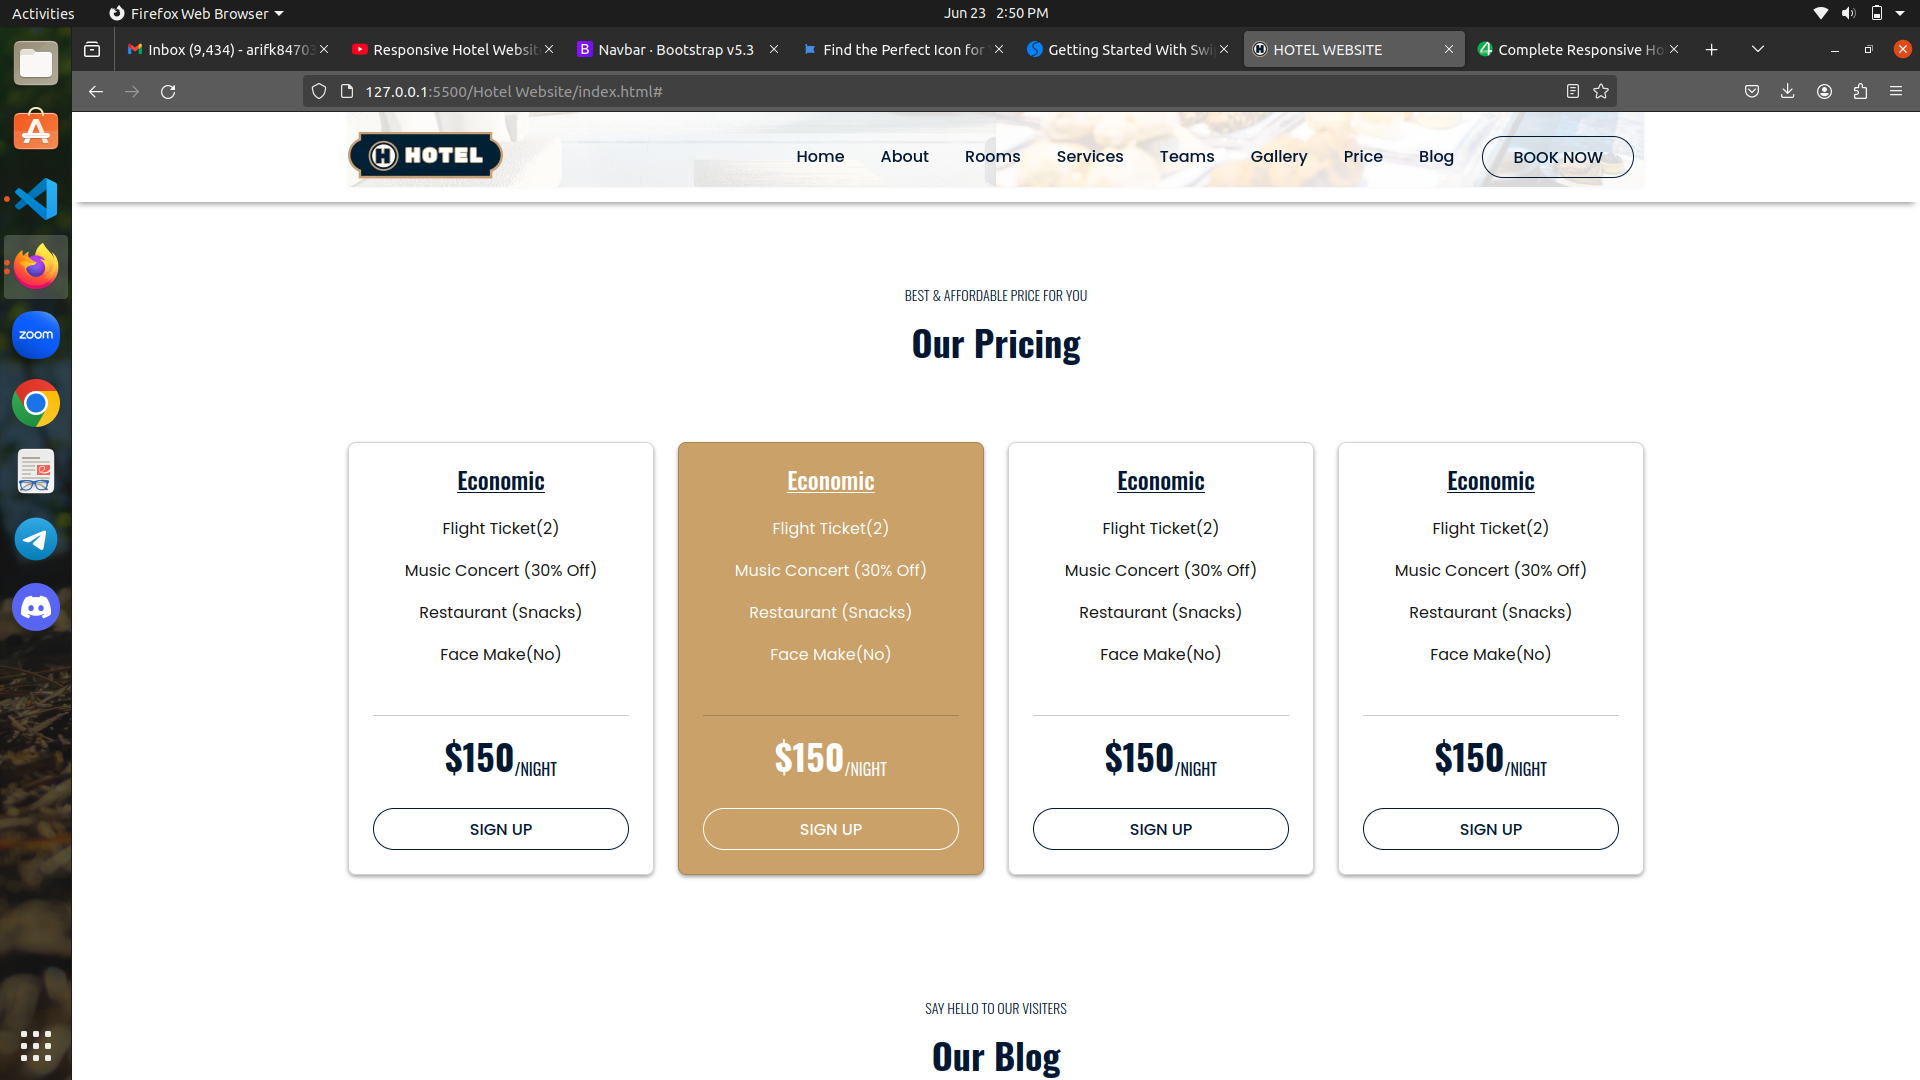 Activities Firefox Web Browser Jun 23 2:50 PM
Inbox (9,434) - arifk84703 Responsive Hotel Websit Navbar · Bootstrap v5.3 Find the Perfect Icon for Getting Started With Swi HOTEL WEBSITE Complete Responsive Ho
127.0.0.1:5500/Hotel Website/index.html#
H HOTEL Home About Rooms Services Teams Gallery Price Blog BOOK NOW
BEST & AFFORDABLE PRICE FOR YOU
Our Pricing
Economic Economic Economic Economic
Flight Ticket(2) Flight Ticket(2) Flight Ticket(2) Flight Ticket(2)
Music Concert (30% Off) Music Concert (30% Off) Music Concert (30% Off) Music Concert (30% Off)
Restaurant (Snacks) Restaurant (Snacks) Restaurant (Snacks) Restaurant (Snacks)
Face Make(No) Face Make(No) Face Make(No) Face Make(No)
$150/NIGHT $150/NIGHT $150/NIGHT $150/NIGHT
SIGN UP SIGN UP SIGN UP SIGN UP
SAY HELLO TO OUR VISITERS
Our Blog
zoom